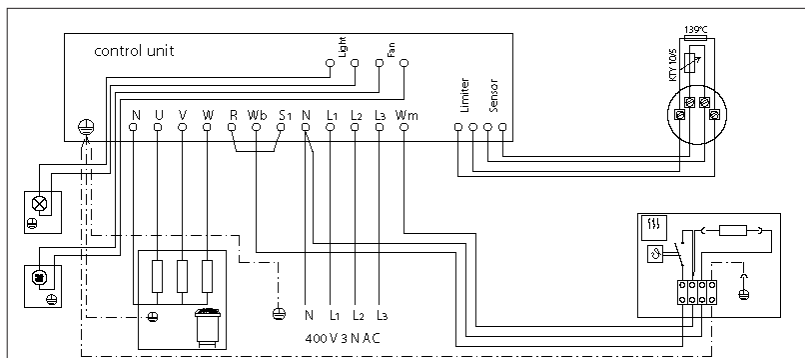 control unit
Light
Fan
139°C
KTY 10/5
Limiter
Sensor
N U V W R Wb S1 N L1 L2 L3 Wm
N L1 L2 L3
400 V 3 N AC